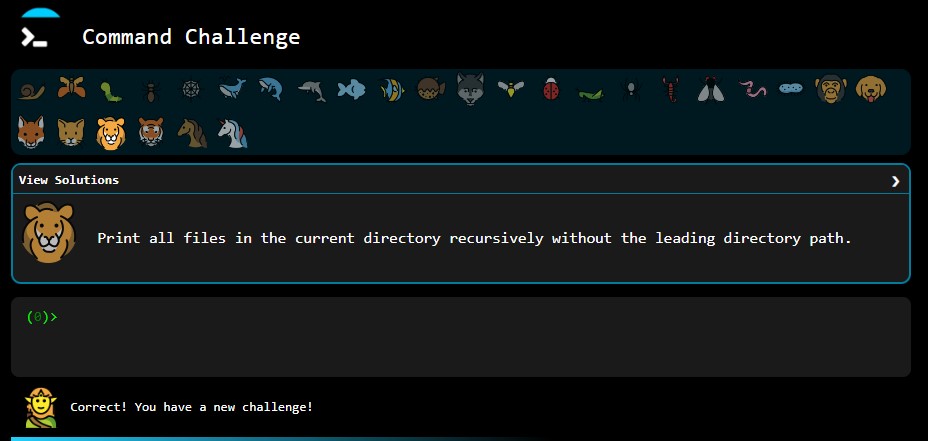 Command Challenge
View Solutions
Print all files in the current directory recursively without the leading directory path.
(0)>
Correct! You have a new challenge!